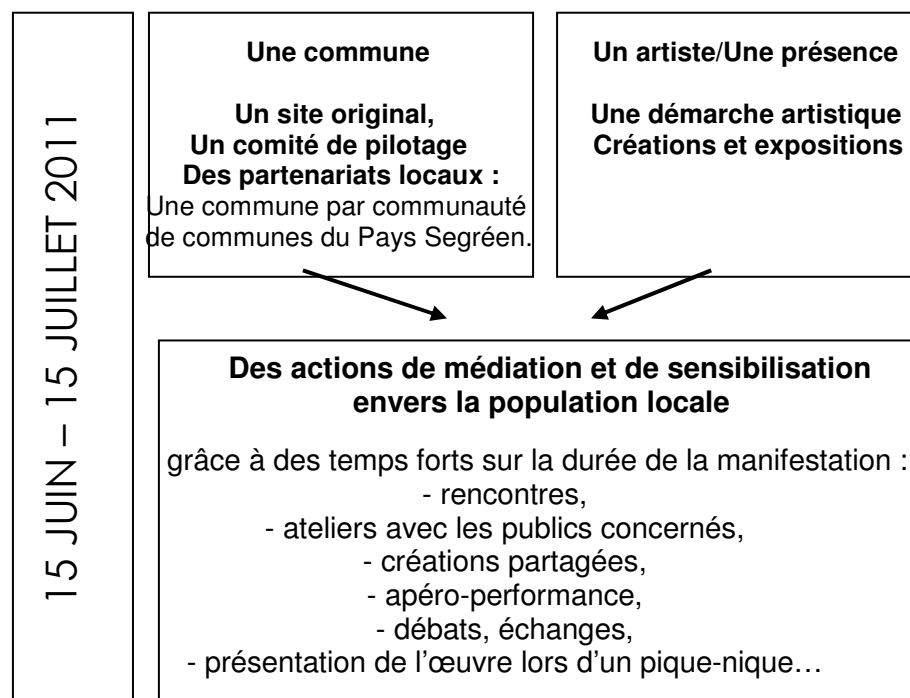 15 JUIN – 15 JUILLET 2011
Une commune
Un site original,
Un comité de pilotage
Des partenariats locaux :
Une commune par communauté
de communes du Pays Segréen.
Un artiste/Une présence
Une démarche artistique
Créations et expositions
Des actions de médiation et de sensibilisation
envers la population locale
grâce à des temps forts sur la durée de la manifestation :
- rencontres,
- ateliers avec les publics concernés,
- créations partagées,
- apéro-performance,
- débats, échanges,
- présentation de l’œuvre lors d’un pique-nique…